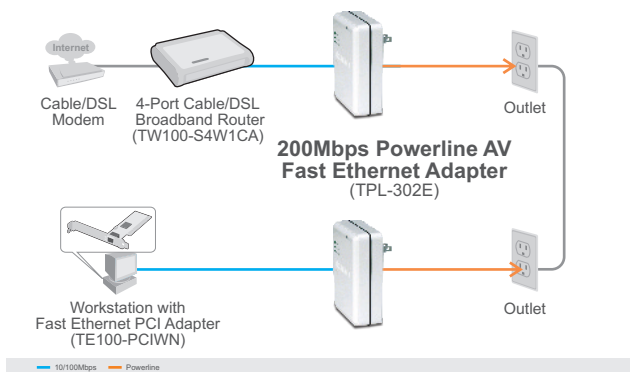 Internet
Cable/DSL
Modem
4-Port Cable/DSL
Broadband Router
(TW100-S4W1CA)
Outlet
200Mbps Powerline AV
Fast Ethernet Adapter
(TPL-302E)
Workstation with
Fast Ethernet PCI Adapter
(TE100-PCIWN)
Outlet
10/100Mbps
Powerline